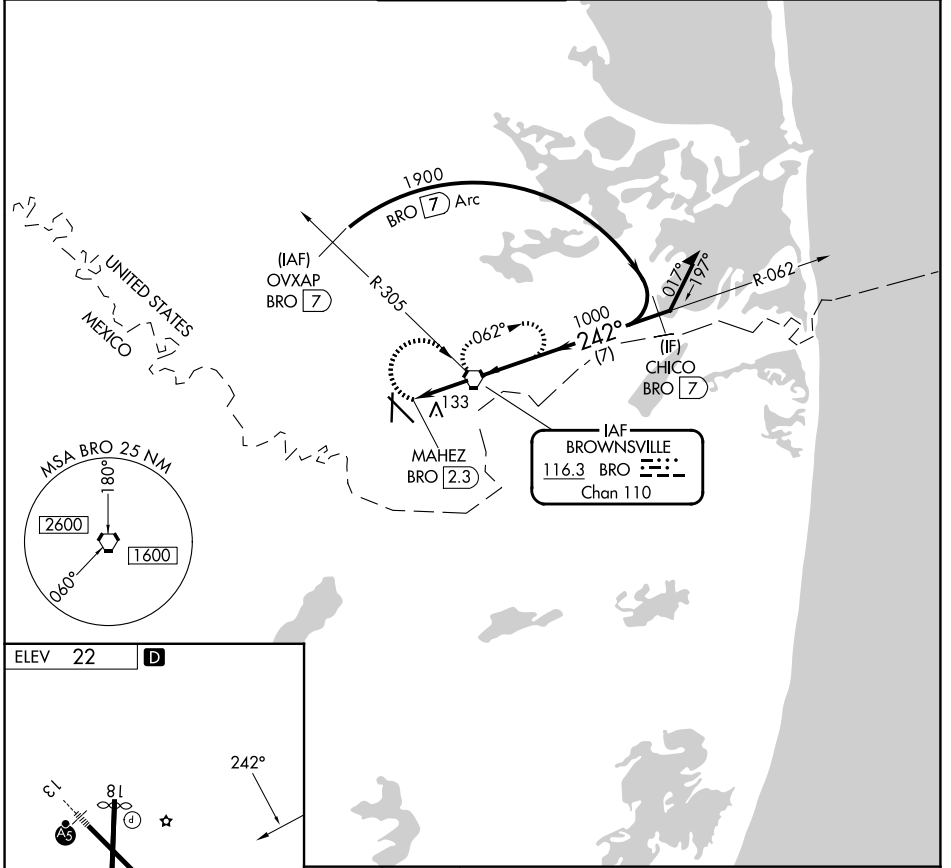 1900
BRO 7 Arc
(IAF)
OVXAP
BRO 7
R-305
UNITED STATES
MEXICO
062°
1000
242°
(7)
017°
197°
R-062
(IF)
CHICO
BRO 7
133
MAHEZ
BRO 2.3
IAF
BROWNSVILLE
116.3 BRO
Chan 110
MSA BRO 25 NM
180°
2600
1600
060°
ELEV 22 D
242°
13
18
P
A5